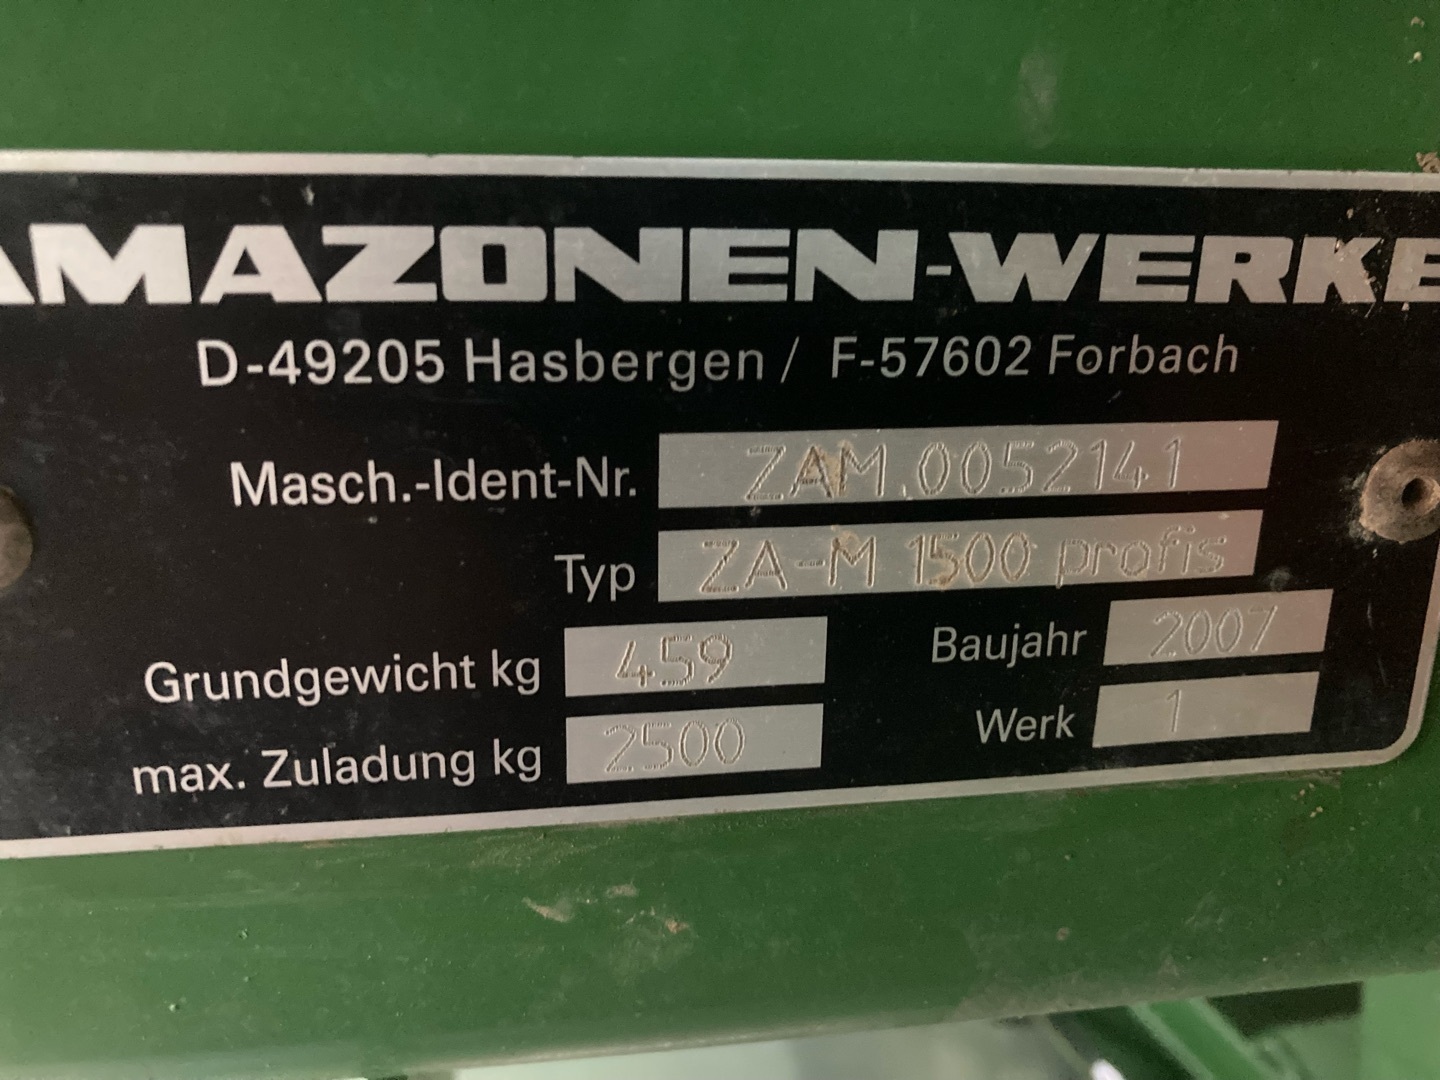 AMAZONEN-WERKE
D-49205 Hasbergen / F-57602 Forbach
Masch.-Ident-Nr. ZAM.0052141
Typ ZA-M 1500 profis
Grundgewicht kg 459 Baujahr 2007
max. Zuladung kg 2500 Werk 1